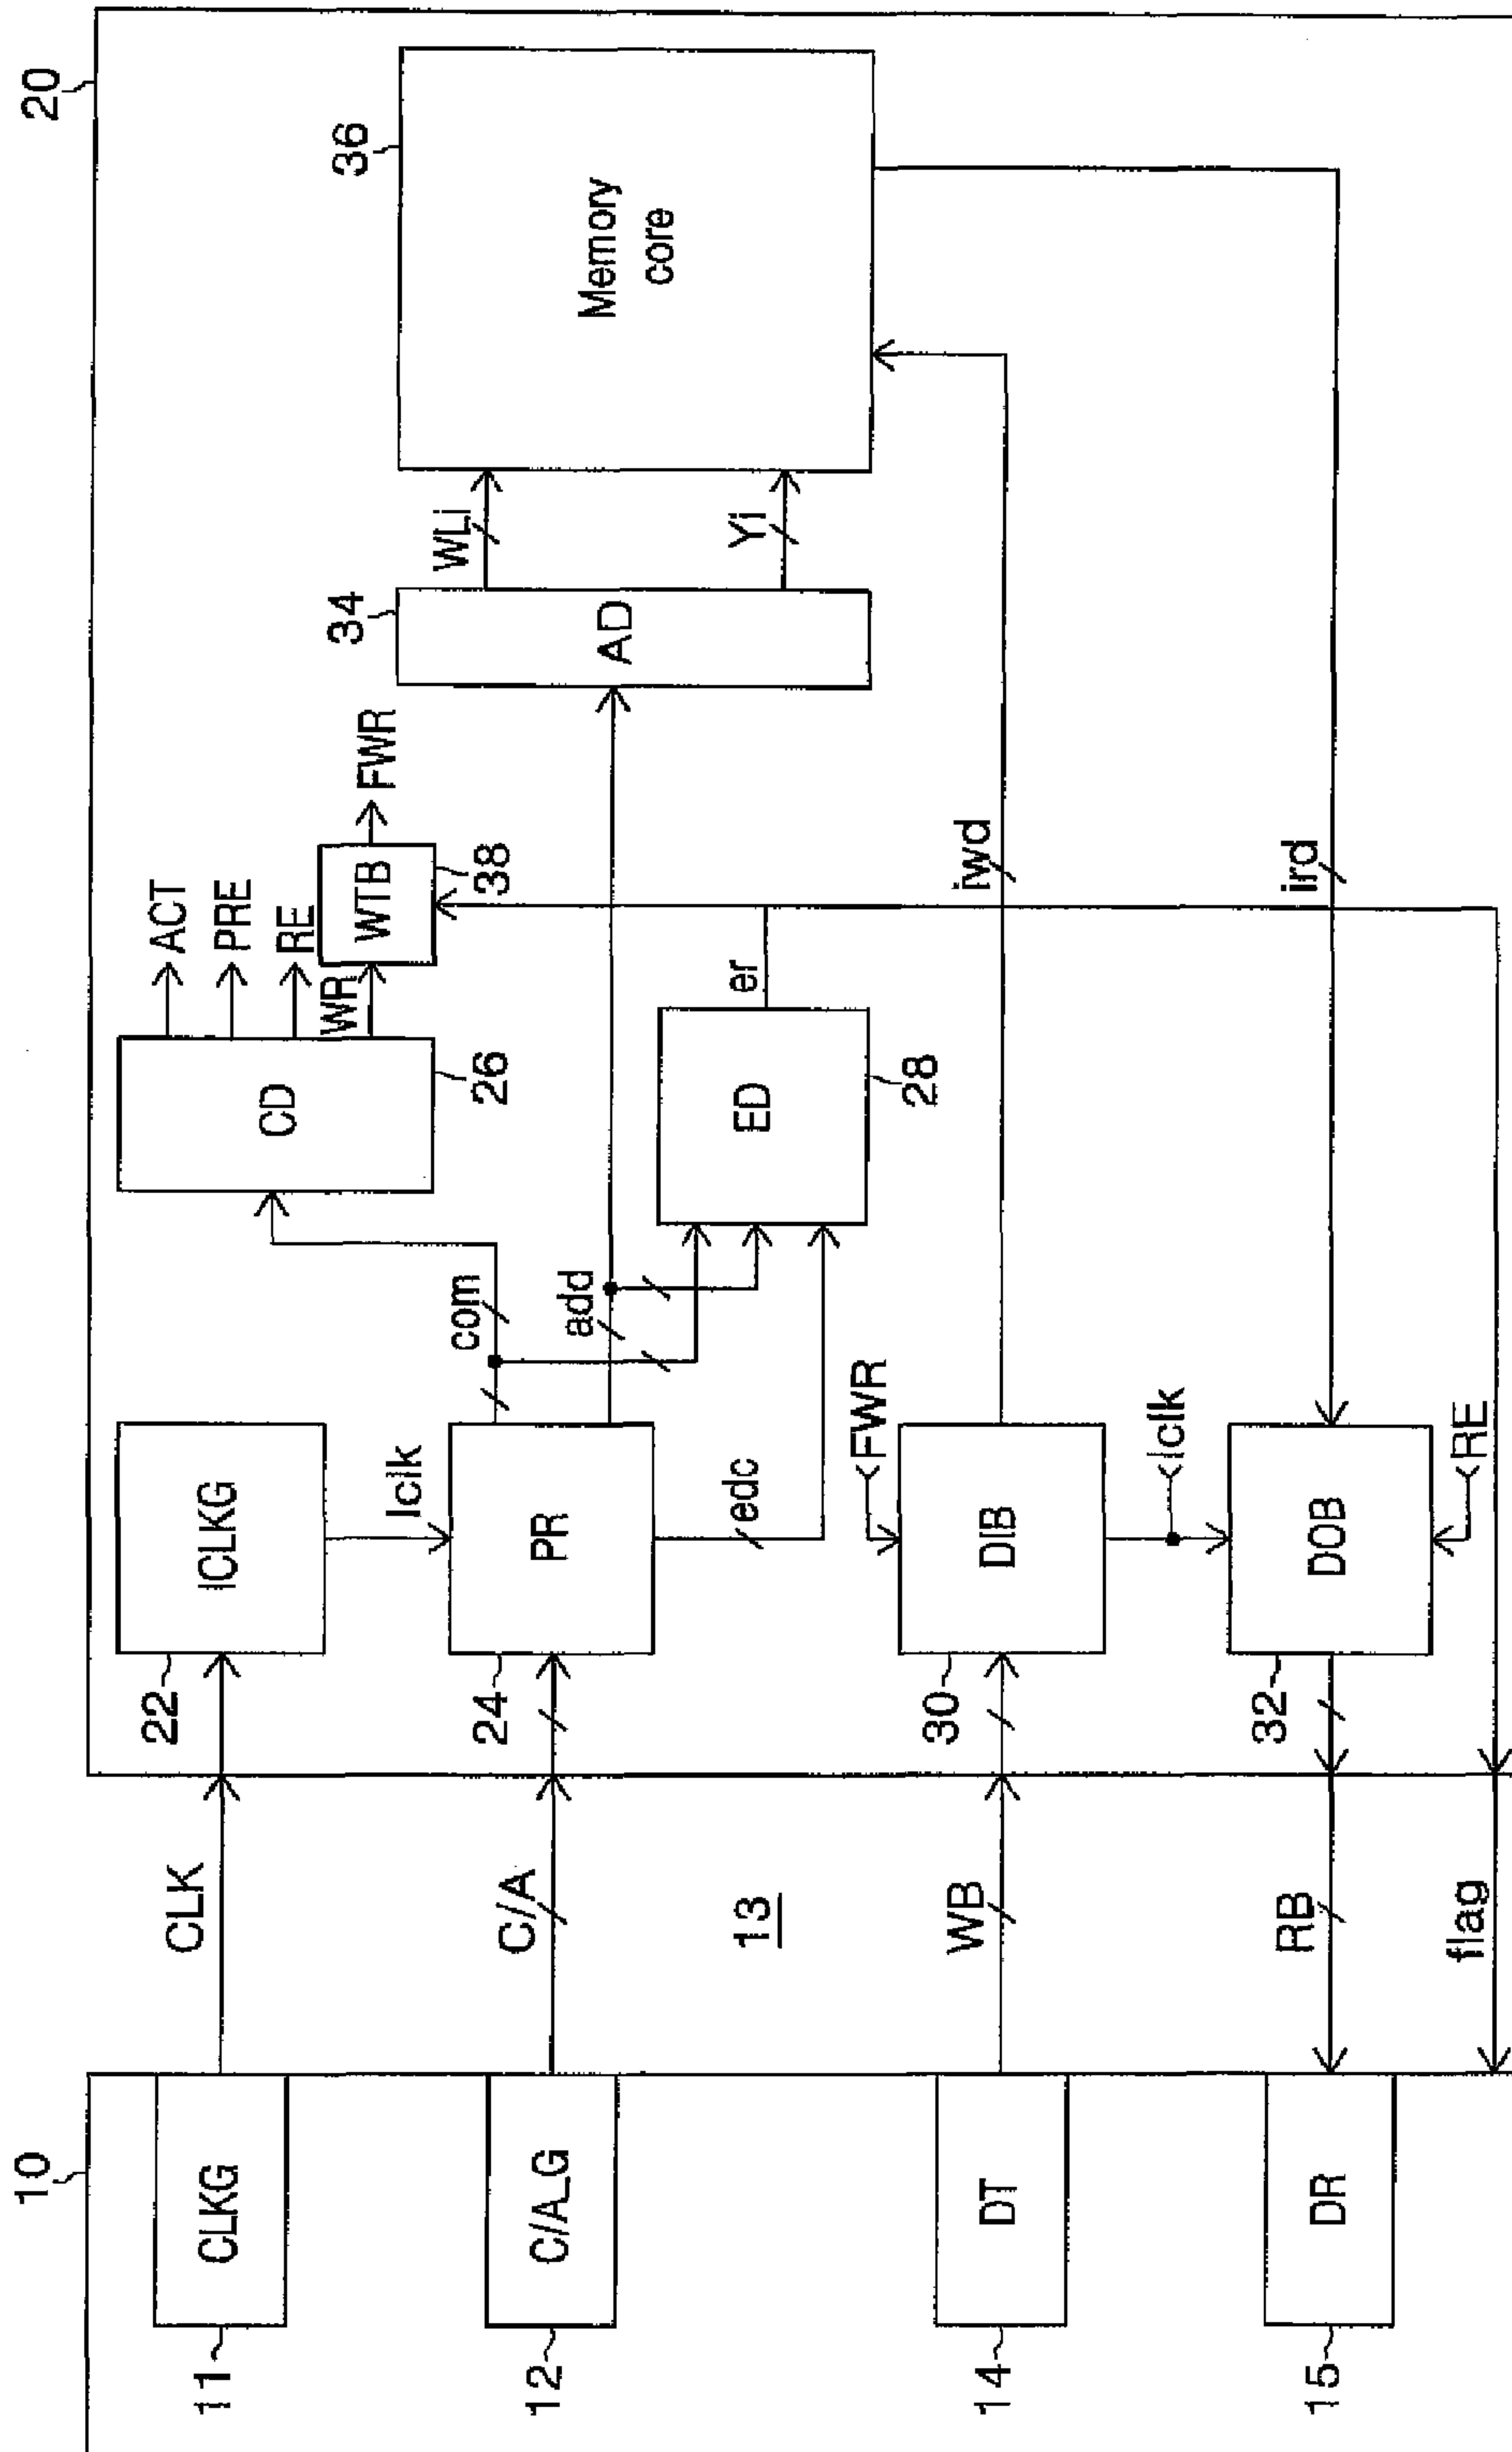 10
20
11
CLKG
CLK
22
ICLKG
Iclk
12
C/A_G
C/A
24
PR
com
add
edc
CD
26
ACT
PRE
RE
WR
WTB
38
FWR
ED
28
er
34
AD
WLi
Yi
36
Memory
core
13
14
DT
WB
30
DIB
FWR
iwd
Iclk
15
DR
RB
32
DOB
RE
ird
flag